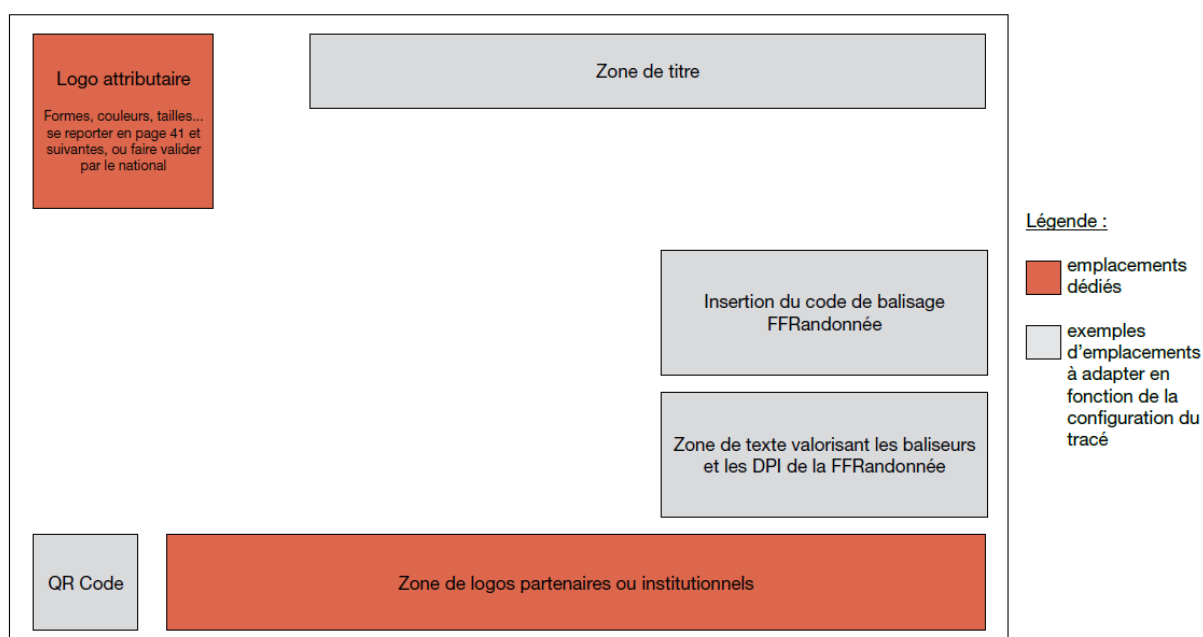 Logo attributaire
Formes, couleurs, tailles...
se reporter en page 41 et
suivantes, ou faire valider
par le national
Zone de titre
Insertion du code de balisage
FFRandonnée
Zone de texte valorisant les baliseurs
et les DPI de la FFRandonnée
QR Code
Zone de logos partenaires ou institutionnels
Légende :
emplacements
dédiés
exemples
d’emplacements
à adapter en
fonction de la
configuration du
tracé